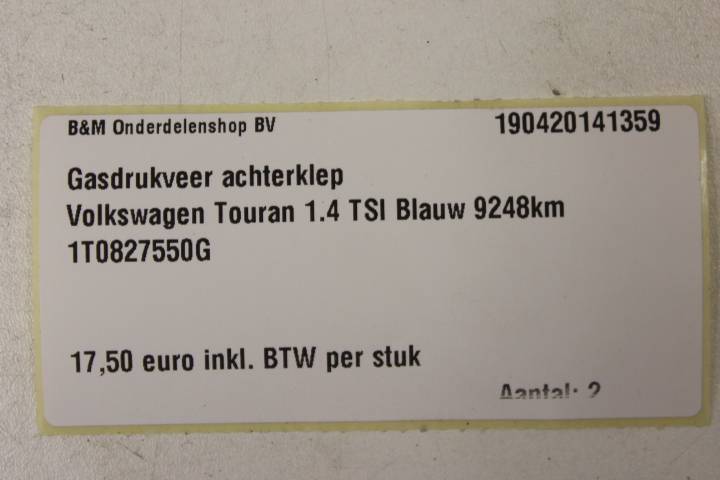 B&M Onderdelenshop BV 190420141359
Gasdrukveer achterklep
Volkswagen Touran 1.4 TSI Blauw 9248km
1T0827550G
17,50 euro inkl. BTW per stuk
Aantal: 2